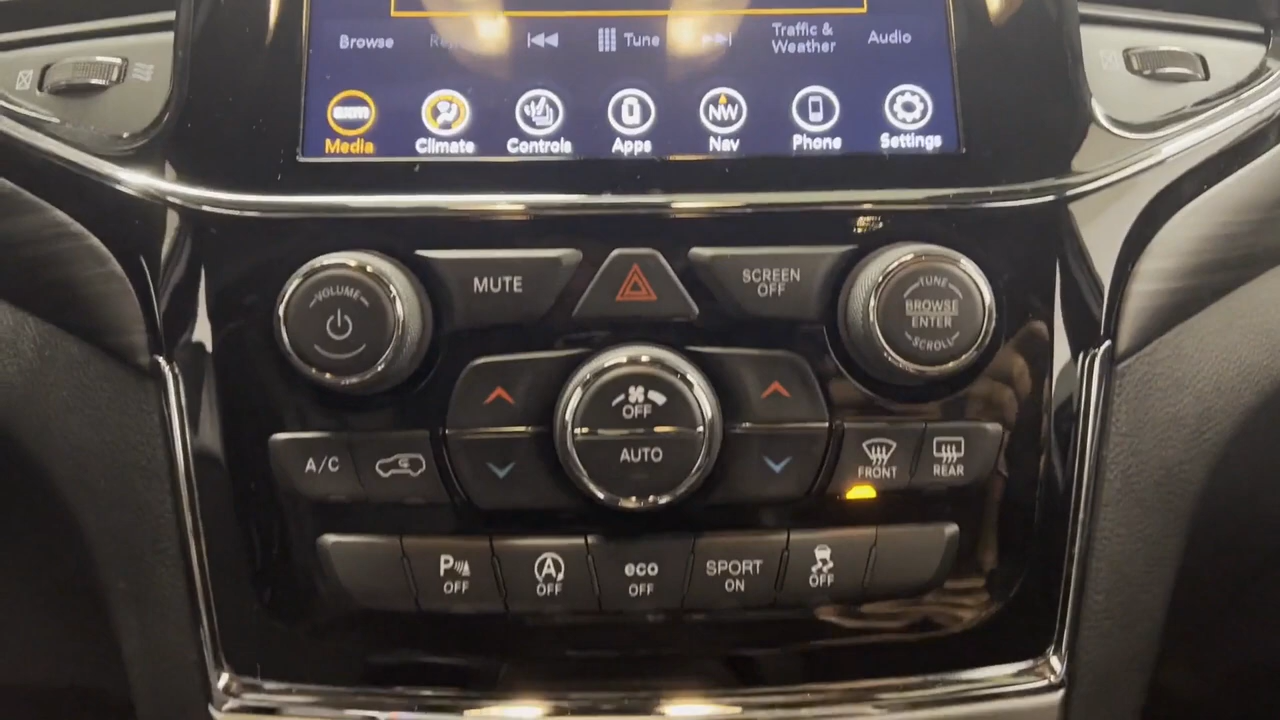 Browse
Tune
Traffic &
Weather
Audio
Media
Climate
Controls
Apps
NW
Nav
Phone
Settings
VOLUME
MUTE
SCREEN
OFF
TUNE
BROWSE
ENTER
SCROLL
OFF
AUTO
A/C
FRONT
REAR
P
OFF
A
OFF
eco
OFF
SPORT
ON
OFF